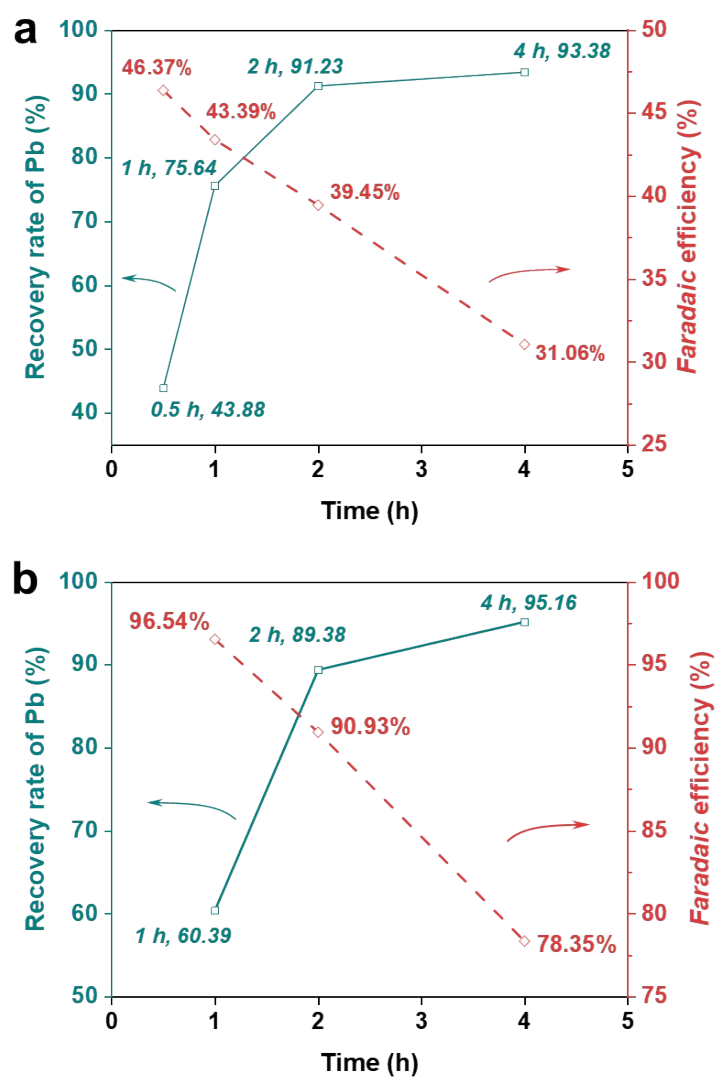 a
100
90
80
70
60
50
40
Recovery rate of Pb (%)
50
45
40
35
30
25
Faradaic efficiency (%)
46.37%
43.39%
39.45%
31.06%
2 h, 91.23
4 h, 93.38
1 h, 75.64
0.5 h, 43.88
0 1 2 3 4 5
Time (h)
b
100
90
80
70
60
50
Recovery rate of Pb (%)
100
95
90
85
80
75
Faradaic efficiency (%)
96.54%
90.93%
78.35%
2 h, 89.38
4 h, 95.16
1 h, 60.39
0 1 2 3 4 5
Time (h)